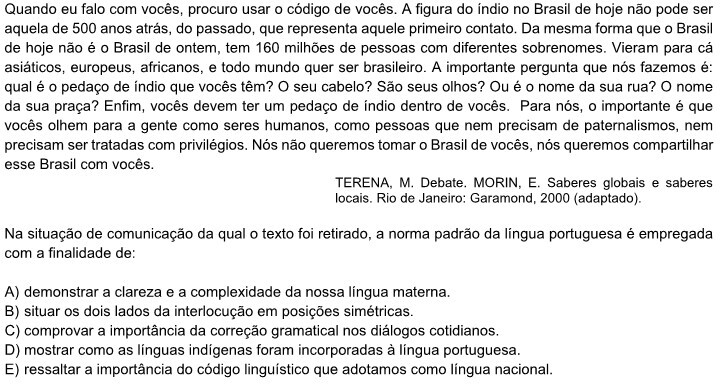 Quando eu falo com vocês, procuro usar o código de vocês. A figura do índio no Brasil de hoje não pode ser
aquela de 500 anos atrás, do passado, que representa aquele primeiro contato. Da mesma forma que o Brasil
de hoje não é o Brasil de ontem, tem 160 milhões de pessoas com diferentes sobrenomes. Vieram para cá
asiáticos, europeus, africanos, e todo mundo quer ser brasileiro. A importante pergunta que nós fazemos é:
qual é o pedaço de índio que vocês têm? O seu cabelo? São seus olhos? Ou é o nome da sua rua? O nome
da sua praça? Enfim, vocês devem ter um pedaço de índio dentro de vocês. Para nós, o importante é que
vocês olhem para a gente como seres humanos, como pessoas que nem precisam de paternalismos, nem
precisam ser tratadas com privilégios. Nós não queremos tomar o Brasil de vocês, nós queremos compartilhar
esse Brasil com vocês.
TERENA, M. Debate. MORIN, E. Saberes globais e saberes
locais. Rio de Janeiro: Garamond, 2000 (adaptado).
Na situação de comunicação da qual o texto foi retirado, a norma padrão da língua portuguesa é empregada
com a finalidade de:
A) demonstrar a clareza e a complexidade da nossa língua materna.
B) situar os dois lados da interlocução em posições simétricas.
C) comprovar a importância da correção gramatical nos diálogos cotidianos.
D) mostrar como as línguas indígenas foram incorporadas à língua portuguesa.
E) ressaltar a importância do código linguístico que adotamos como língua nacional.